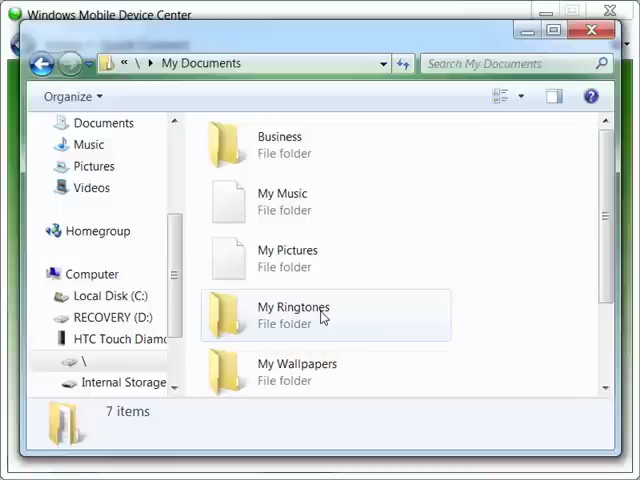 Windows Mobile Device Center
« \ ▸ My Documents
Search My Documents
Organize
Documents
Music
Pictures
Videos
Homegroup
Computer
Local Disk (C:)
RECOVERY (D:)
HTC Touch Diamo
\
Internal Storage
Business
File folder
My Music
File folder
My Pictures
File folder
My Ringtones
File folder
My Wallpapers
File folder
7 items